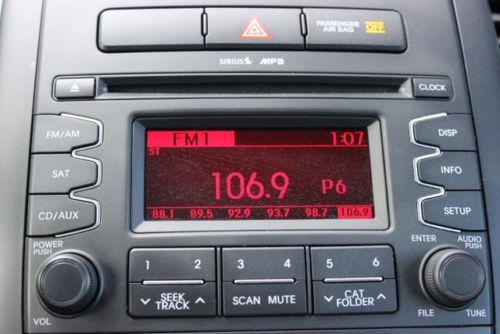 PASSENGER
AIR BAG OFF
SIRIUS MP3
CLOCK
FM/AM
SAT
CD/AUX
FM1 1:07
ST
106.9 P6
88.1 89.5 92.9 93.7 98.7 106.9
DISP
INFO
SETUP
POWER
PUSH
VOL
1 2 3 4 5 6
SEEK
TRACK
SCAN MUTE
CAT
FOLDER
ENTER
AUDIO
PUSH
FILE TUNE